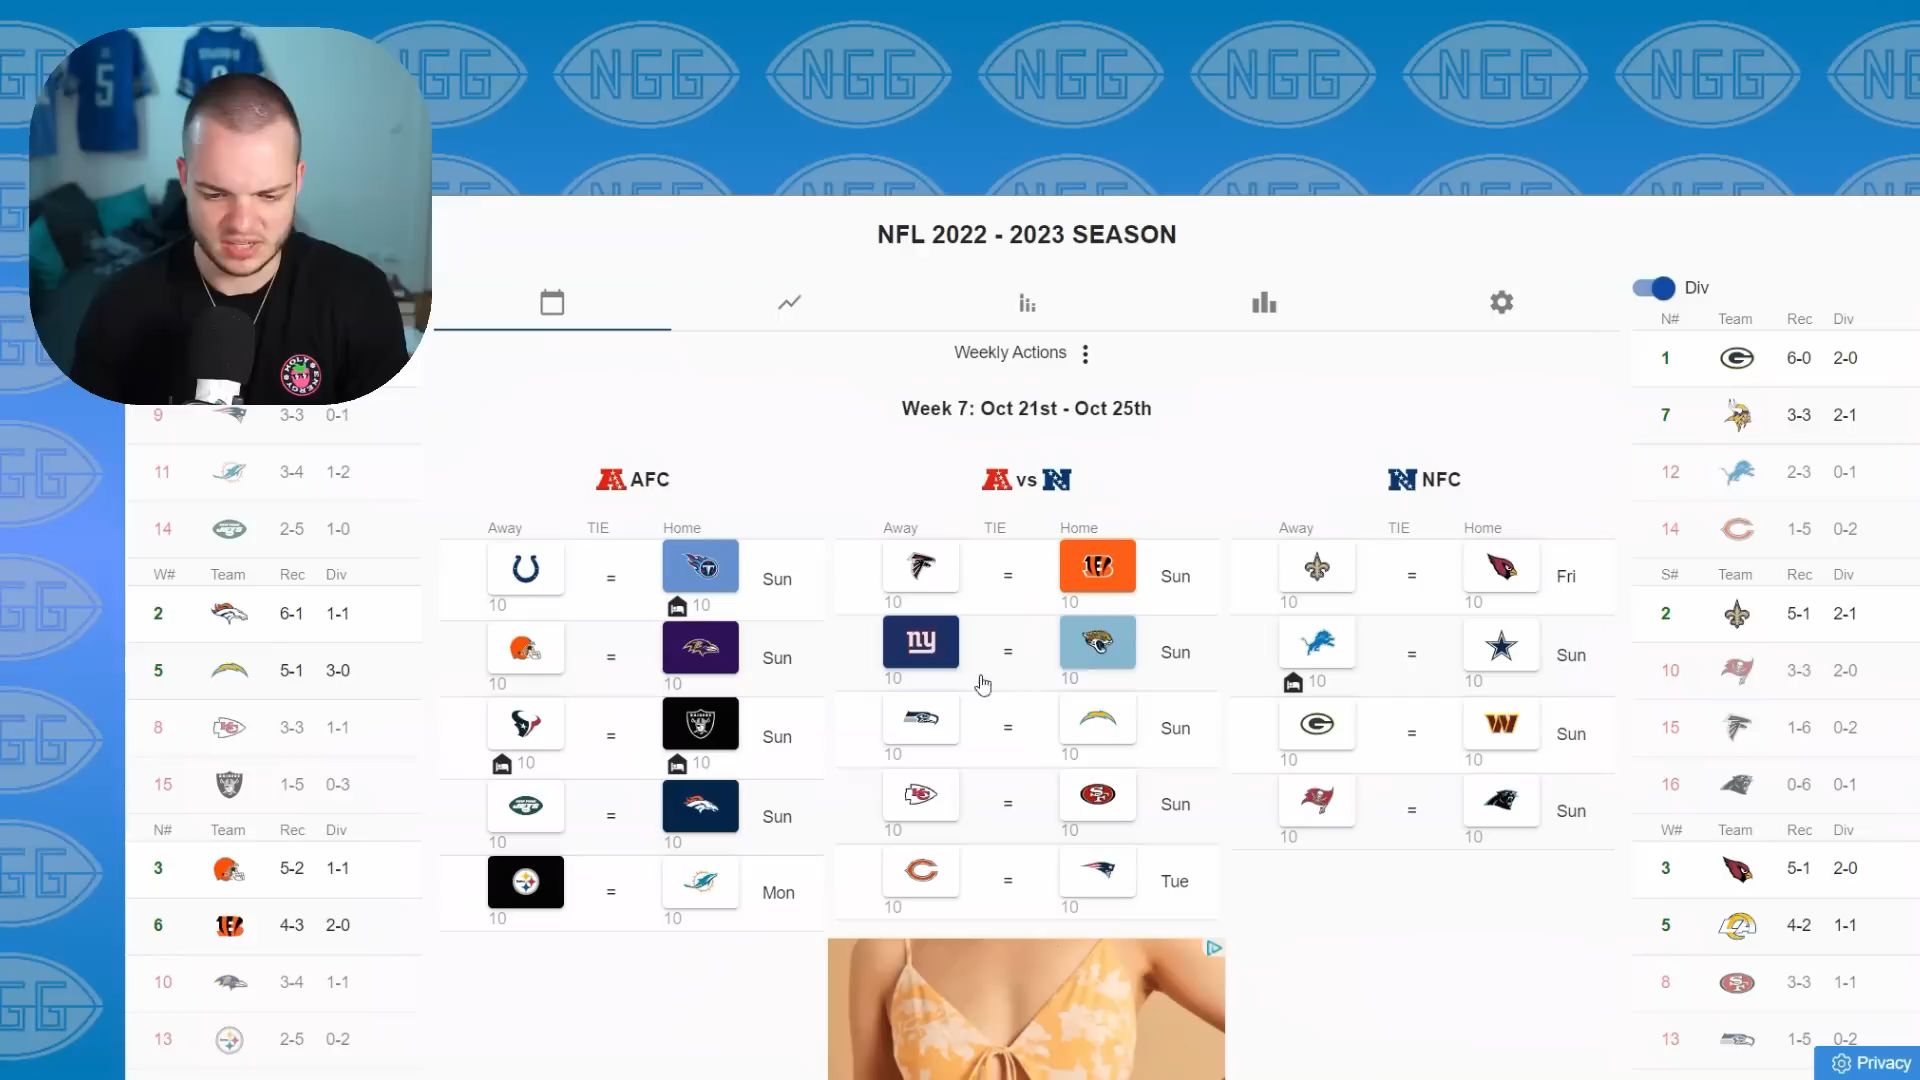 NGG NGG NGG NGG NGG NGG
5
HOLY ENERGY
NFL 2022 - 2023 SEASON
Weekly Actions
Week 7: Oct 21st - Oct 25th
AFC
vs
NFC
Away TIE Home
Away TIE Home
Away TIE Home
= Sun
10 10
= Sun
10 10
= Sun
10 10
= Sun
10 10
= Mon
10 10
= Sun
10 10
ny = Sun
10 10
= Sun
10 10
= Sun
10 10
= Tue
10 10
= Fri
10 10
= Sun
10 10
= Sun
10 10
= Sun
10 10
9 3-3 0-1
11 3-4 1-2
14 2-5 1-0
W# Team Rec Div
2 6-1 1-1
5 5-1 3-0
8 3-3 1-1
15 1-5 0-3
N# Team Rec Div
3 5-2 1-1
6 4-3 2-0
10 3-4 1-1
13 2-5 0-2
Div
N# Team Rec Div
1 6-0 2-0
7 3-3 2-1
12 2-3 0-1
14 1-5 0-2
S# Team Rec Div
2 5-1 2-1
10 3-3 2-0
15 1-6 0-2
16 0-6 0-1
W# Team Rec Div
3 5-1 2-0
5 4-2 1-1
8 3-3 1-1
13 1-5 0-2
Privacy